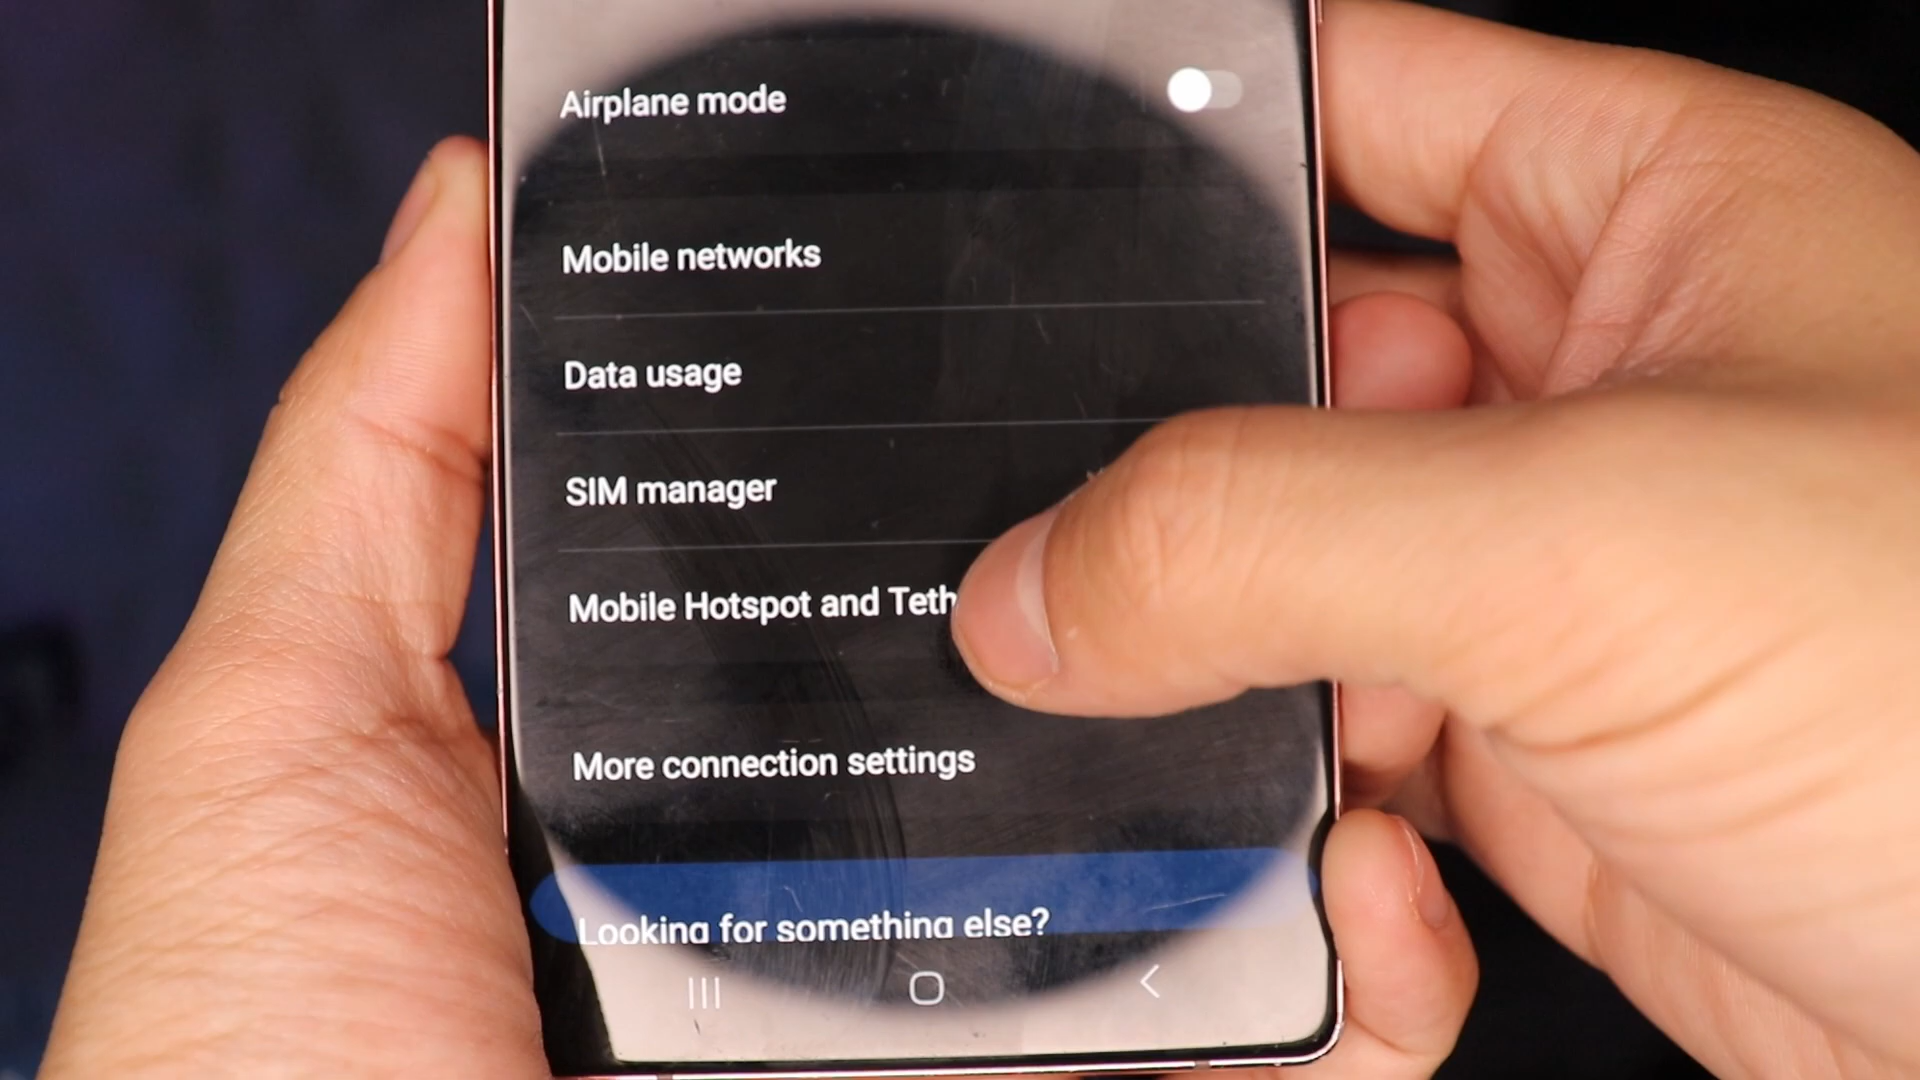 Airplane mode
Mobile networks
Data usage
SIM manager
Mobile Hotspot and Teth
More connection settings
Looking for something else?